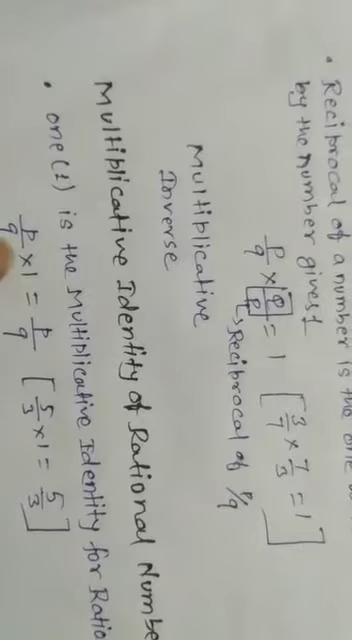 • Reciprocal of a number is the one
by the number gives 1
p/q × q/p = 1 [3/7 × 7/3 = 1]
↳ Reciprocal of p/q
Multiplicative
Inverse
Multiplicative Identity of Rational Numbe
• one (1) is the Multiplicative Identity for Ratio
p/q × 1 = p/q [5/3 × 1 = 5/3]